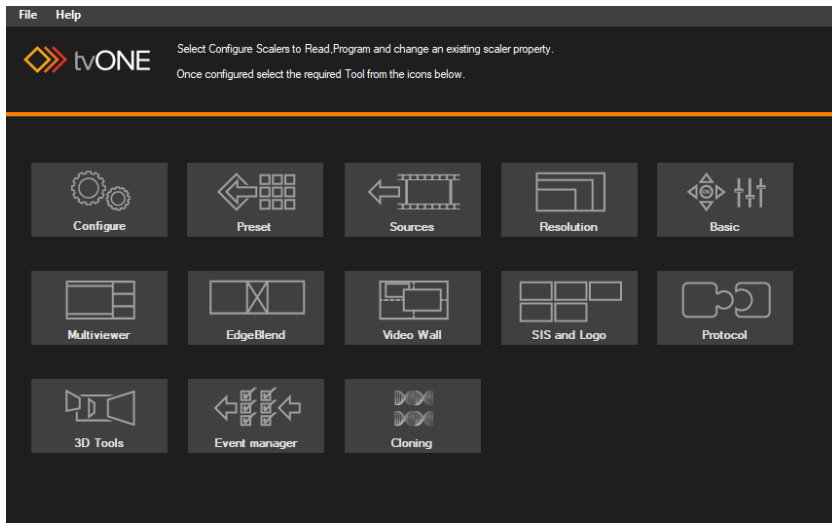 File Help
tvONE
Select Configure Scalers to Read,Program and change an existing scaler property.
Once configured select the required Tool from the icons below.
Configure
Preset
Sources
Resolution
Basic
OK
Multiviewer
EdgeBlend
Video Wall
SIS and Logo
Protocol
3D Tools
D
Event manager
Cloning